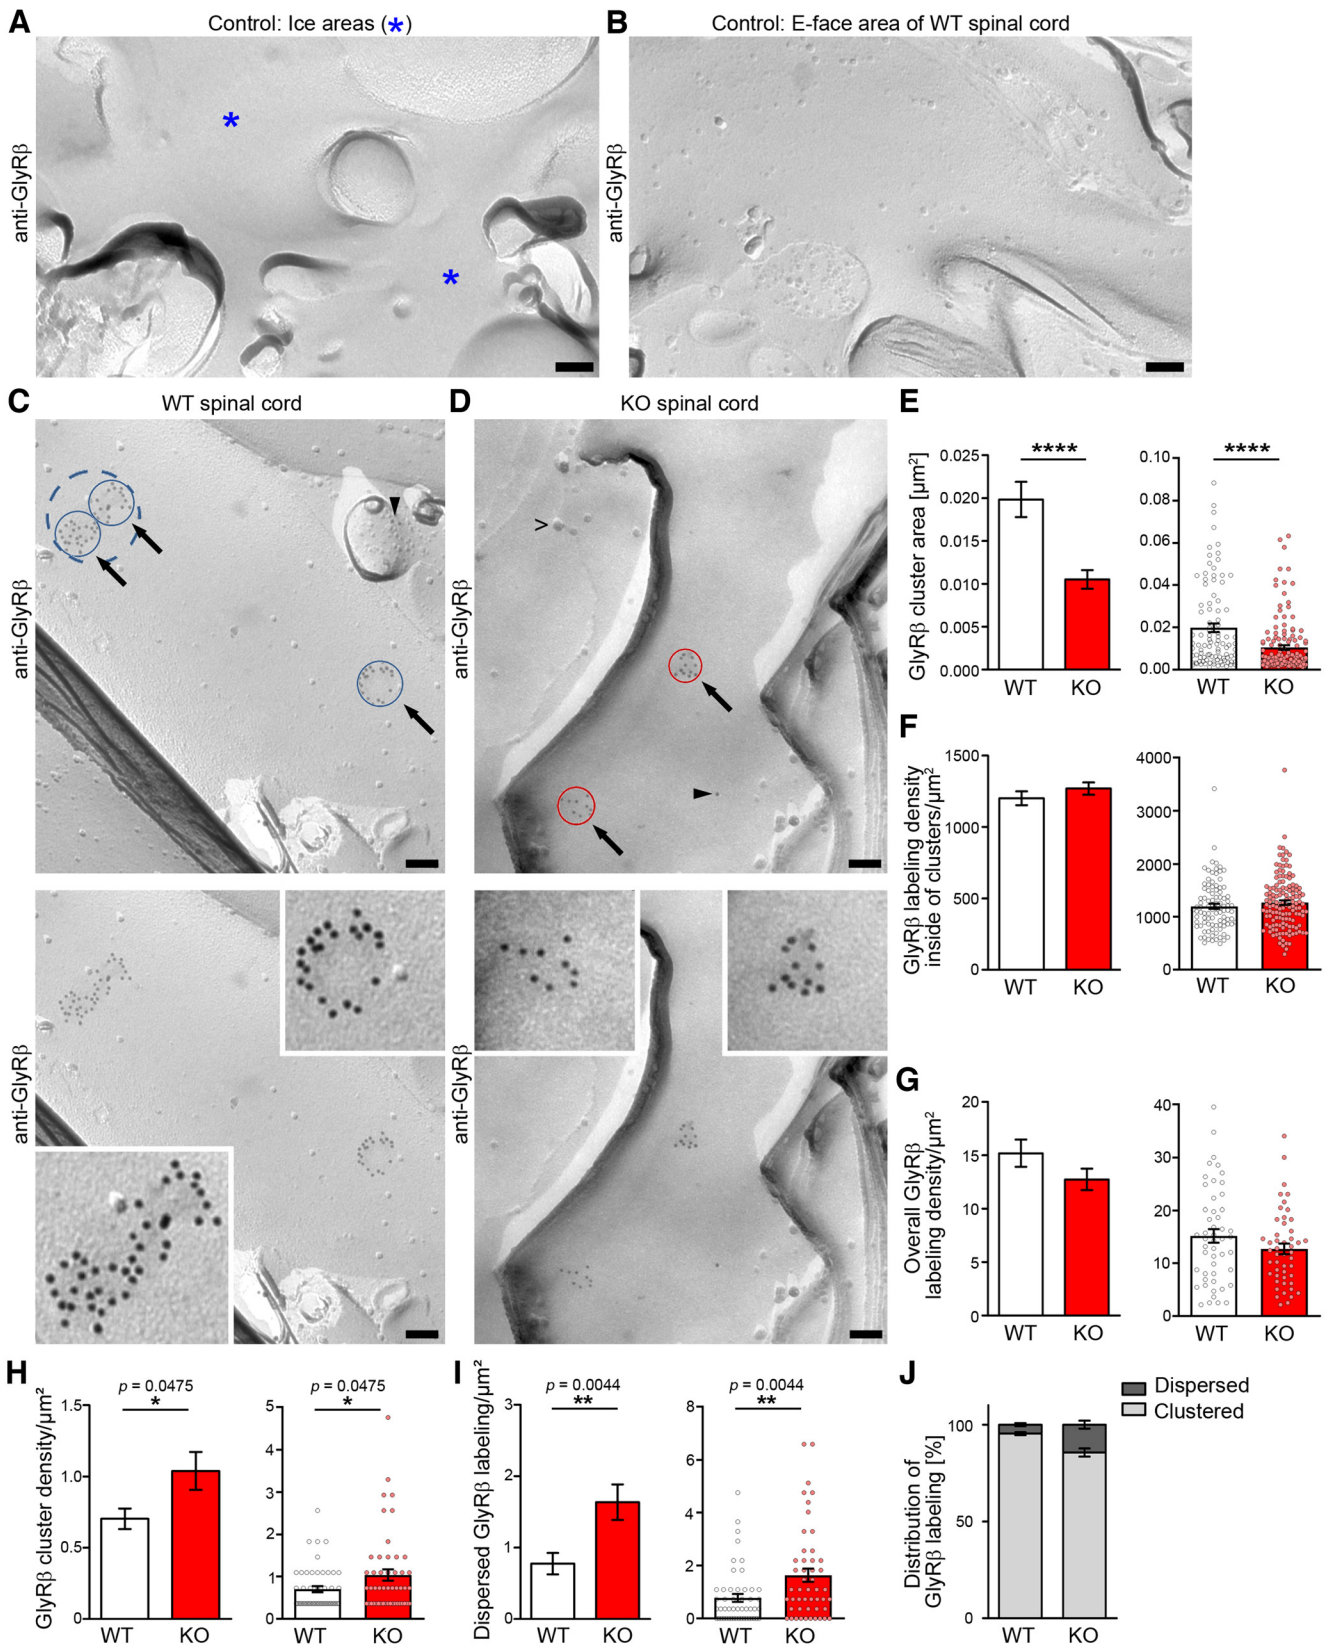 A
Control: Ice areas (*)
anti-GlyRβ
*
*
B
Control: E-face area of WT spinal cord
anti-GlyRβ
C
WT spinal cord
anti-GlyRβ
anti-GlyRβ
D
KO spinal cord
anti-GlyRβ
>
anti-GlyRβ
E
GlyRβ cluster area [µm²]
0.025
0.020
0.015
0.010
0.005
0.000
****
WT
KO
0.10
0.08
0.06
0.04
0.02
0.00
****
WT
KO
F
GlyRβ labeling density
inside of clusters/µm²
1500
1000
500
0
WT
KO
4000
3000
2000
1000
0
WT
KO
G
Overall GlyRβ
labeling density/µm²
20
15
10
5
0
WT
KO
40
30
20
10
0
WT
KO
H
GlyRβ cluster density/µm²
p = 0.0475
*
1.5
1.0
0.5
0
WT
KO
p = 0.0475
*
5
4
3
2
1
0
WT
KO
I
Dispersed GlyRβ labeling/µm²
p = 0.0044
**
3
2
1
0
WT
KO
p = 0.0044
**
8
6
4
2
0
WT
KO
J
Dispersed
Clustered
Distribution of
GlyRβ labeling [%]
100
50
0
WT
KO